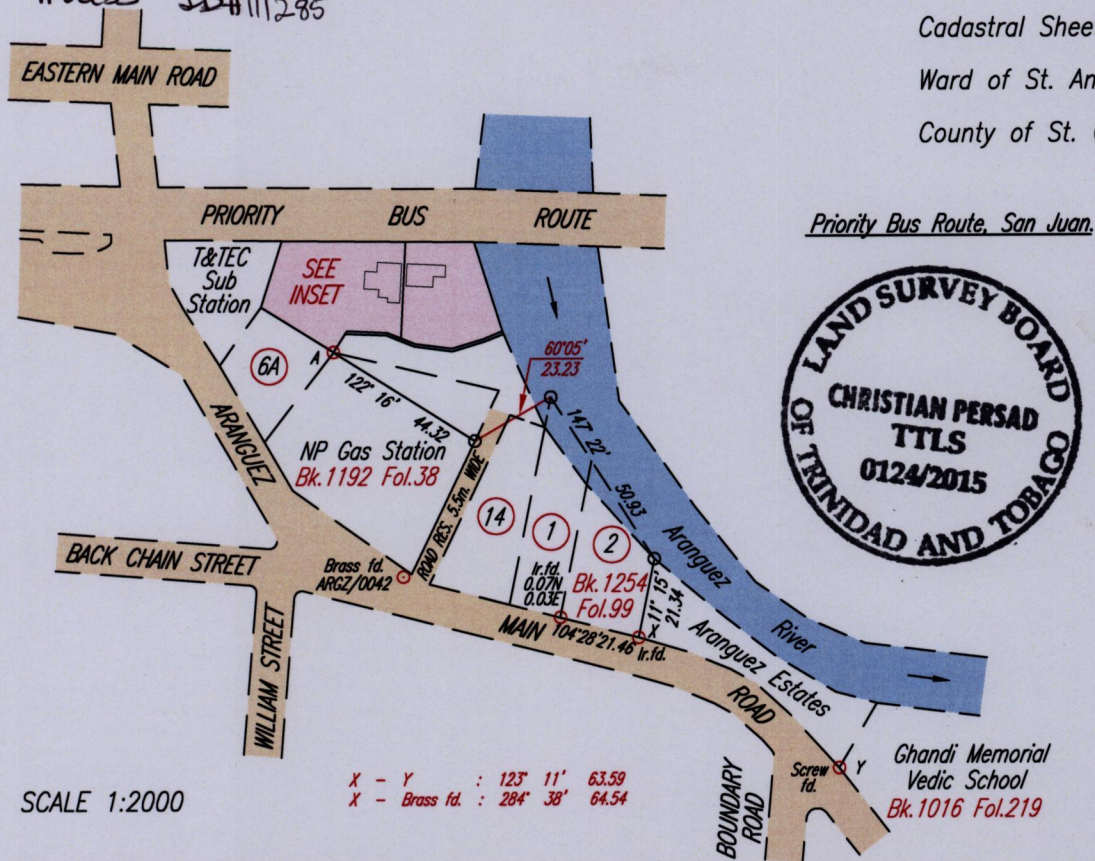 111285
Cadastral Shee
Ward of St. An
County of St.
EASTERN MAIN ROAD
PRIORITY BUS ROUTE
Priority Bus Route, San Juan.
T&TEC
Sub
Station
SEE
INSET
LAND SURVEY BOARD
OF TRINIDAD AND TOBAGO
CHRISTIAN PERSAD
TTLS
0124/2015
60°05'
23.23
A
6A
122° 16'
44.32
147° 22'
50.93
ARANGUEZ
NP Gas Station
Bk.1192 Fol.38
ROAD RES. 5.5m. WIDE
14
1
2
Ir.fd.
0.07N
0.03E
Bk.1254
Fol.99
Aranguez
River
BACK CHAIN STREET
Brass fd.
ARGZ/0042
X 11° 15'
21.34
MAIN
104°28'21.46
Ir.fd.
Aranguez Estates
ROAD
WILLIAM STREET
Ghandi Memorial
Vedic School
Bk.1016 Fol.219
Screw
fd.
Y
BOUNDARY
ROAD
SCALE 1:2000
X - Y : 123° 11' 63.59
X - Brass fd. : 284° 38' 64.54